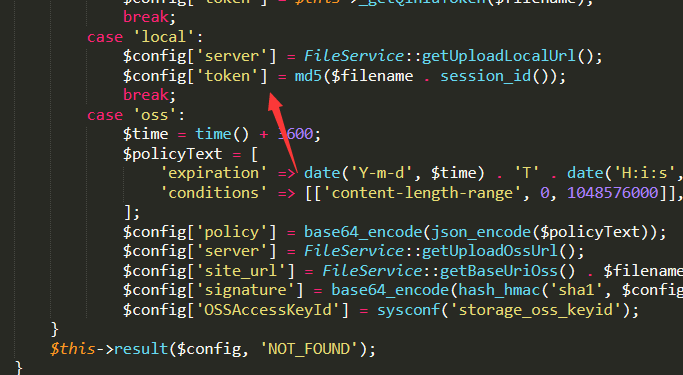 $config['token'] = $this->_getQiniuToken($filename);
break;
case 'local':
$config['server'] = FileService::getUploadLocalUrl();
$config['token'] = md5($filename . session_id());
break;
case 'oss':
$time = time() + 3600;
$policyText = [
'expiration' => date('Y-m-d', $time) . 'T' . date('H:i:s',
'conditions' => [['content-length-range', 0, 1048576000]],
];
$config['policy'] = base64_encode(json_encode($policyText));
$config['server'] = FileService::getUploadOssUrl();
$config['site_url'] = FileService::getBaseUriOss() . $filename
$config['signature'] = base64_encode(hash_hmac('sha1', $config
$config['OSSAccessKeyId'] = sysconf('storage_oss_keyid');
}
$this->result($config, 'NOT_FOUND');
}